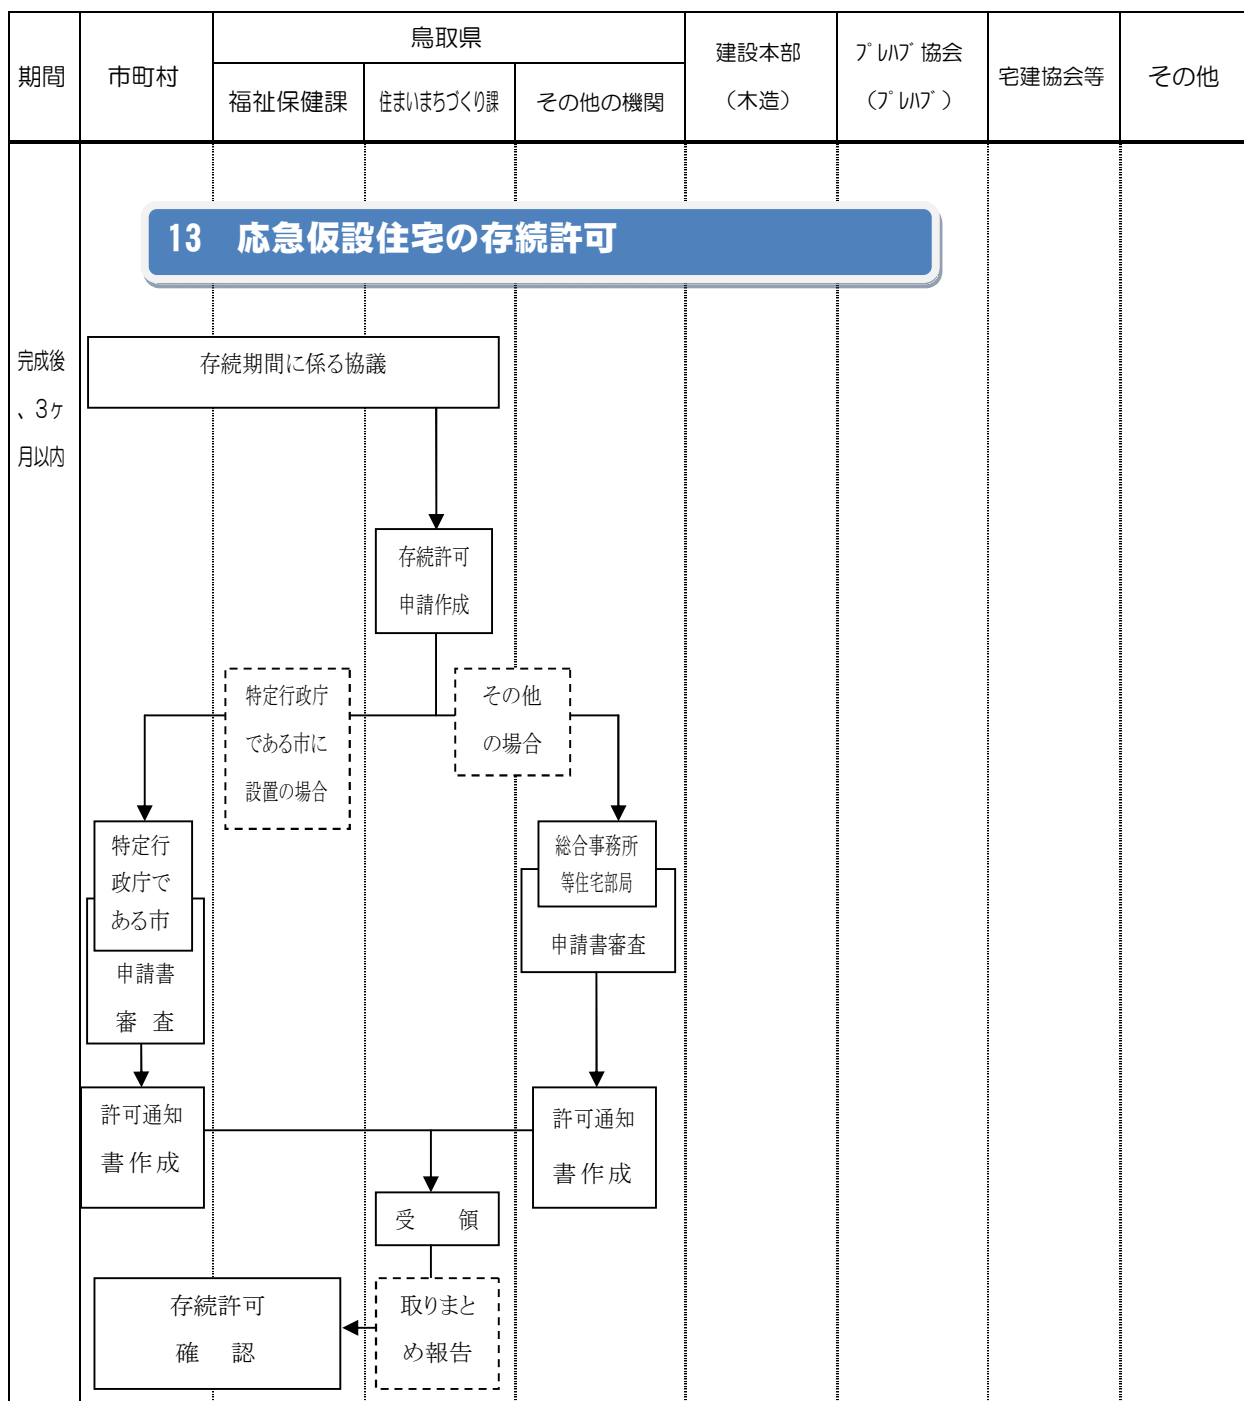 期間
市町村
鳥取県
福祉保健課
住まいまちづくり課
その他の機関
建設本部
（木造）
ﾌﾟﾚﾊﾌﾞ協会
（ﾌﾟﾚﾊﾌﾞ）
宅建協会等
その他
13　応急仮設住宅の存続許可
完成後
、3ヶ
月以内
存続期間に係る協議
存続許可
申請作成
特定行政庁
である市に
設置の場合
その他
の場合
特定行
政庁で
ある市
申請書
審 査
総合事務所
等住宅部局
申請書審査
許可通知
書作成
許可通知
書作成
受　領
取りまと
め報告
存続許可
確　認